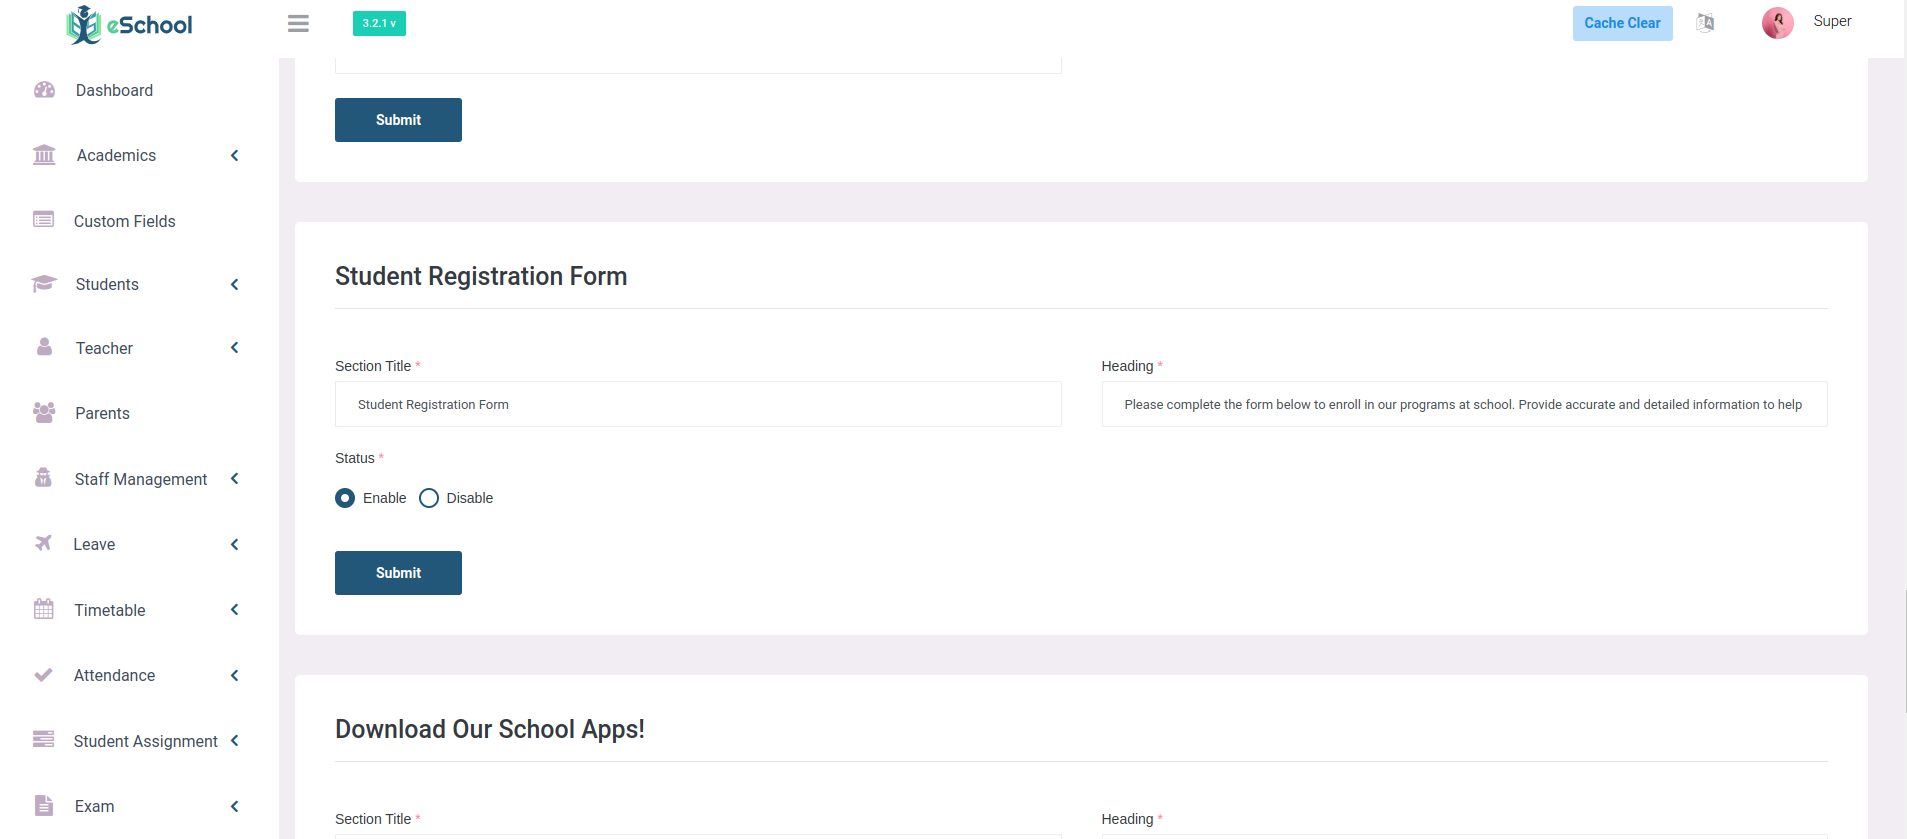 eSchool
3.2.1 v
Cache Clear
Super
Dashboard
Academics
Custom Fields
Students
Teacher
Parents
Staff Management
Leave
Timetable
Attendance
Student Assignment
Exam
Submit
Student Registration Form
Section Title *
Heading *
Student Registration Form
Please complete the form below to enroll in our programs at school. Provide accurate and detailed information to help
Status *
Enable
Disable
Submit
Download Our School Apps!
Section Title *
Heading *